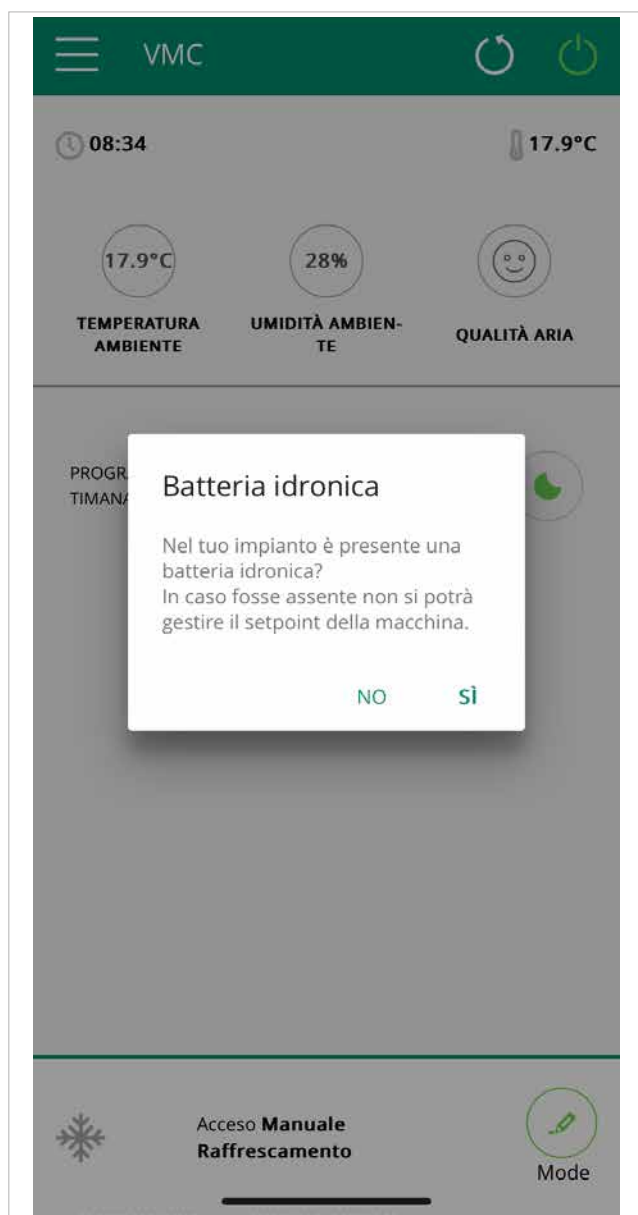 VMC
08:34
17.9°C
17.9°C
28%
TEMPERATURA
AMBIENTE
UMIDITÀ AMBIEN-
TE
QUALITÀ ARIA
PROGR
TIMANA
Batteria idronica
Nel tuo impianto è presente una
batteria idronica?
In caso fosse assente non si potrà
gestire il setpoint della macchina.
NO
SÌ
Acceso Manuale
Raffrescamento
Mode